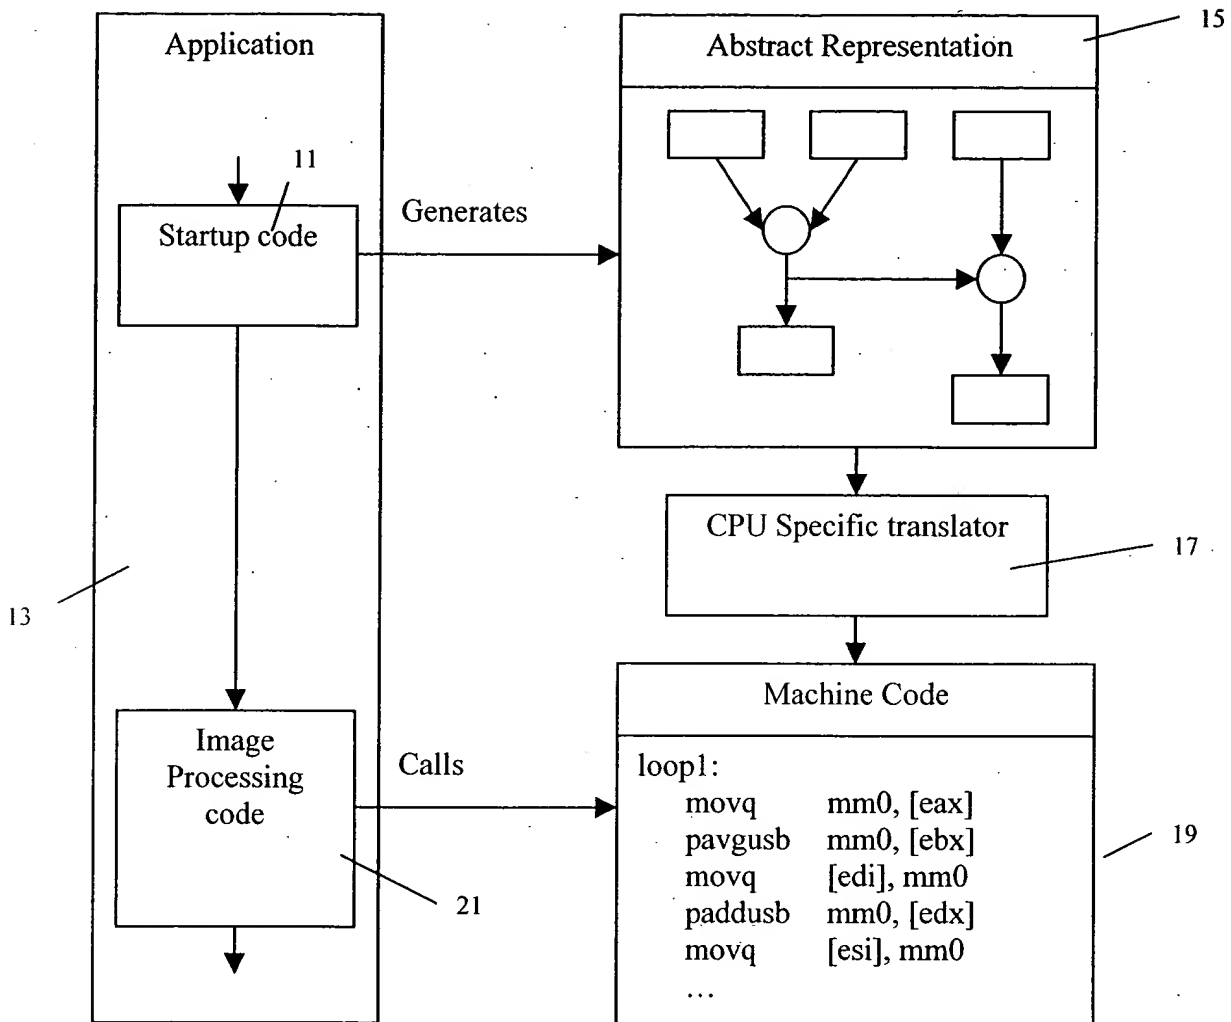 Application
11
Startup code
Generates
Abstract Representation
15
CPU Specific translator
17
13
Image
Processing
code
21
Calls
Machine Code
loop1:
movq mm0, [eax]
pavgusb mm0, [ebx]
movq [edi], mm0
paddusb mm0, [edx]
movq [esi], mm0
...
19